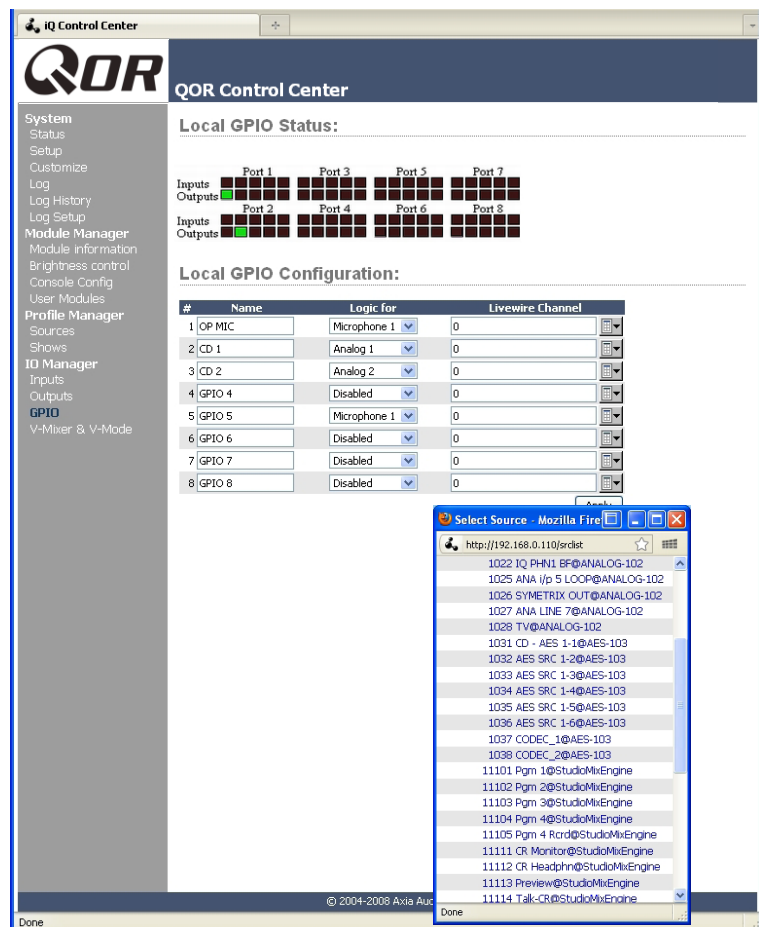 iQ Control Center
QOR
QOR Control Center
System
Status
Setup
Customize
Log
Log History
Log Setup
Module Manager
Module information
Brightness control
Console Config
User Modules
Profile Manager
Sources
Shows
IO Manager
Inputs
Outputs
GPIO
V-Mixer & V-Mode
Local GPIO Status:
Port 1 Port 3 Port 5 Port 7
Inputs
Outputs
Port 2 Port 4 Port 6 Port 8
Inputs
Outputs
Local GPIO Configuration:
# Name Logic for Livewire Channel
1 OP MIC Microphone 1 0
2 CD 1 Analog 1 0
3 CD 2 Analog 2 0
4 GPIO 4 Disabled 0
5 GPIO 5 Microphone 1 0
6 GPIO 6 Disabled 0
7 GPIO 7 Disabled 0
8 GPIO 8 Disabled 0
Apply
Select Source - Mozilla Fire
http://192.168.0.110/srclist
1022 IQ PHN1 BF@ANALOG-102
1025 ANA i/p 5 LOOP@ANALOG-102
1026 SYMETRIX OUT@ANALOG-102
1027 ANA LINE 7@ANALOG-102
1028 TV@ANALOG-102
1031 CD - AES 1-1@AES-103
1032 AES SRC 1-2@AES-103
1033 AES SRC 1-3@AES-103
1034 AES SRC 1-4@AES-103
1035 AES SRC 1-5@AES-103
1036 AES SRC 1-6@AES-103
1037 CODEC_1@AES-103
1038 CODEC_2@AES-103
11101 Pgm 1@StudioMixEngine
11102 Pgm 2@StudioMixEngine
11103 Pgm 3@StudioMixEngine
11104 Pgm 4@StudioMixEngine
11105 Pgm 4 Rcrd@StudioMixEngine
11111 CR Monitor@StudioMixEngine
11112 CR Headphn@StudioMixEngine
11113 Preview@StudioMixEngine
11114 Talk-CR@StudioMixEngine
Done
© 2004-2008 Axia Auc
Done